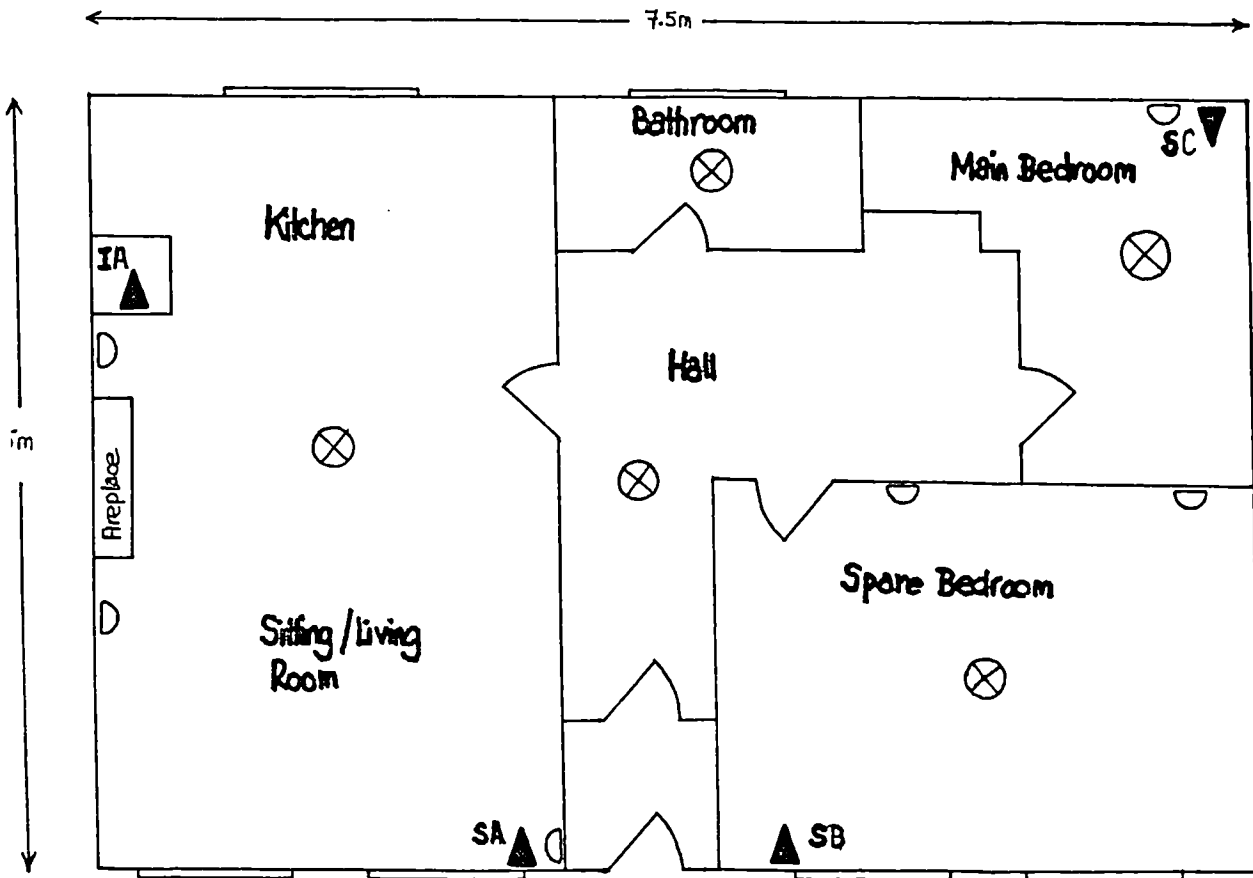 7.5m
Bathroom
SC
Main Bedroom
Kitchen
IA
Hall
m
Fireplace
Spare Bedroom
Sitting/Living
Room
SA
SB